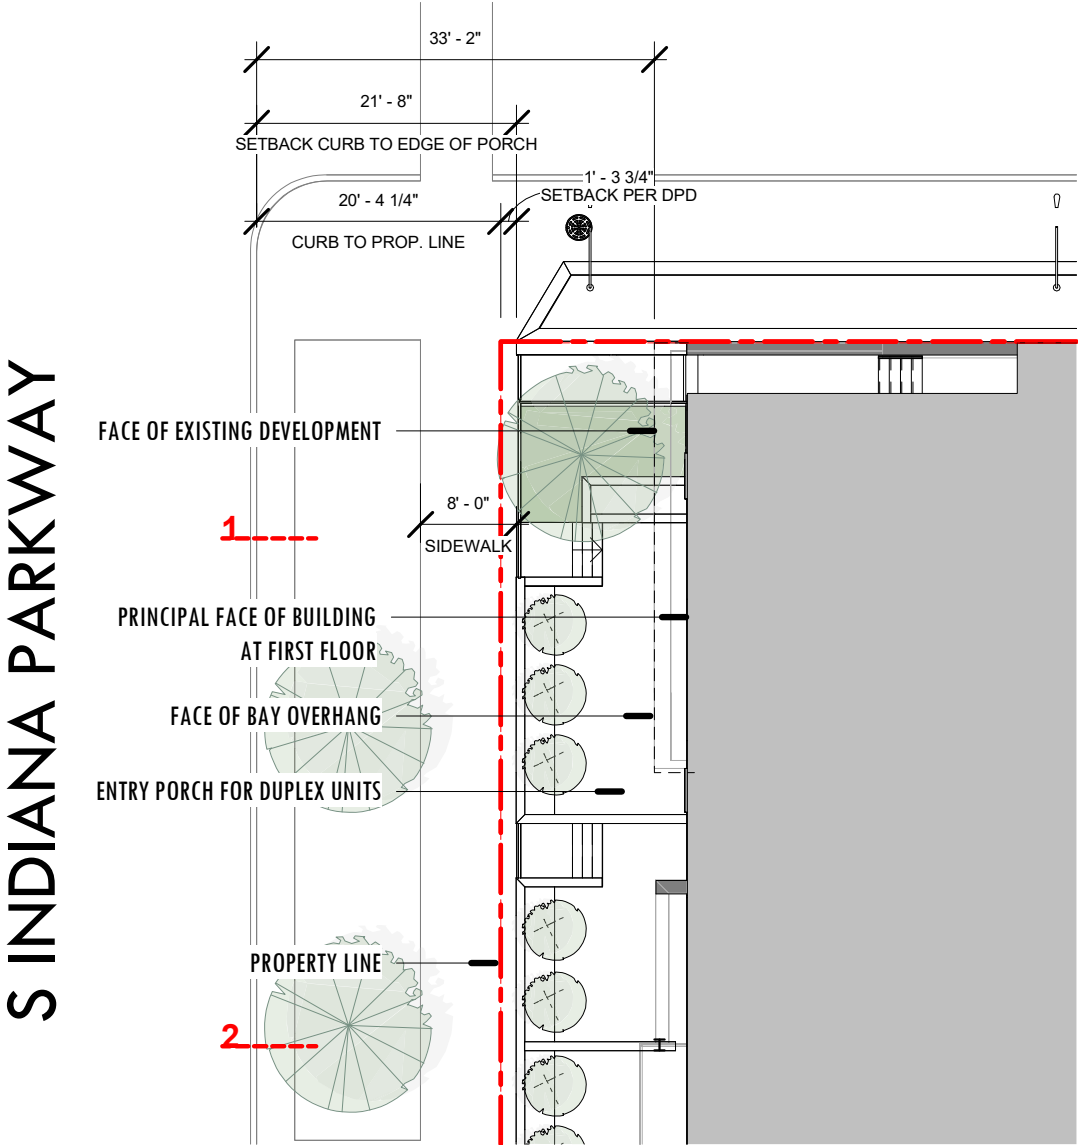 33' - 2"
21' - 8"
SETBACK CURB TO EDGE OF PORCH
1' - 3 3/4"
SETBACK PER DPD
20' - 4 1/4"
CURB TO PROP. LINE
S INDIANA PARKWAY
FACE OF EXISTING DEVELOPMENT
8' - 0"
SIDEWALK
1
PRINCIPAL FACE OF BUILDING
AT FIRST FLOOR
FACE OF BAY OVERHANG
ENTRY PORCH FOR DUPLEX UNITS
PROPERTY LINE
2